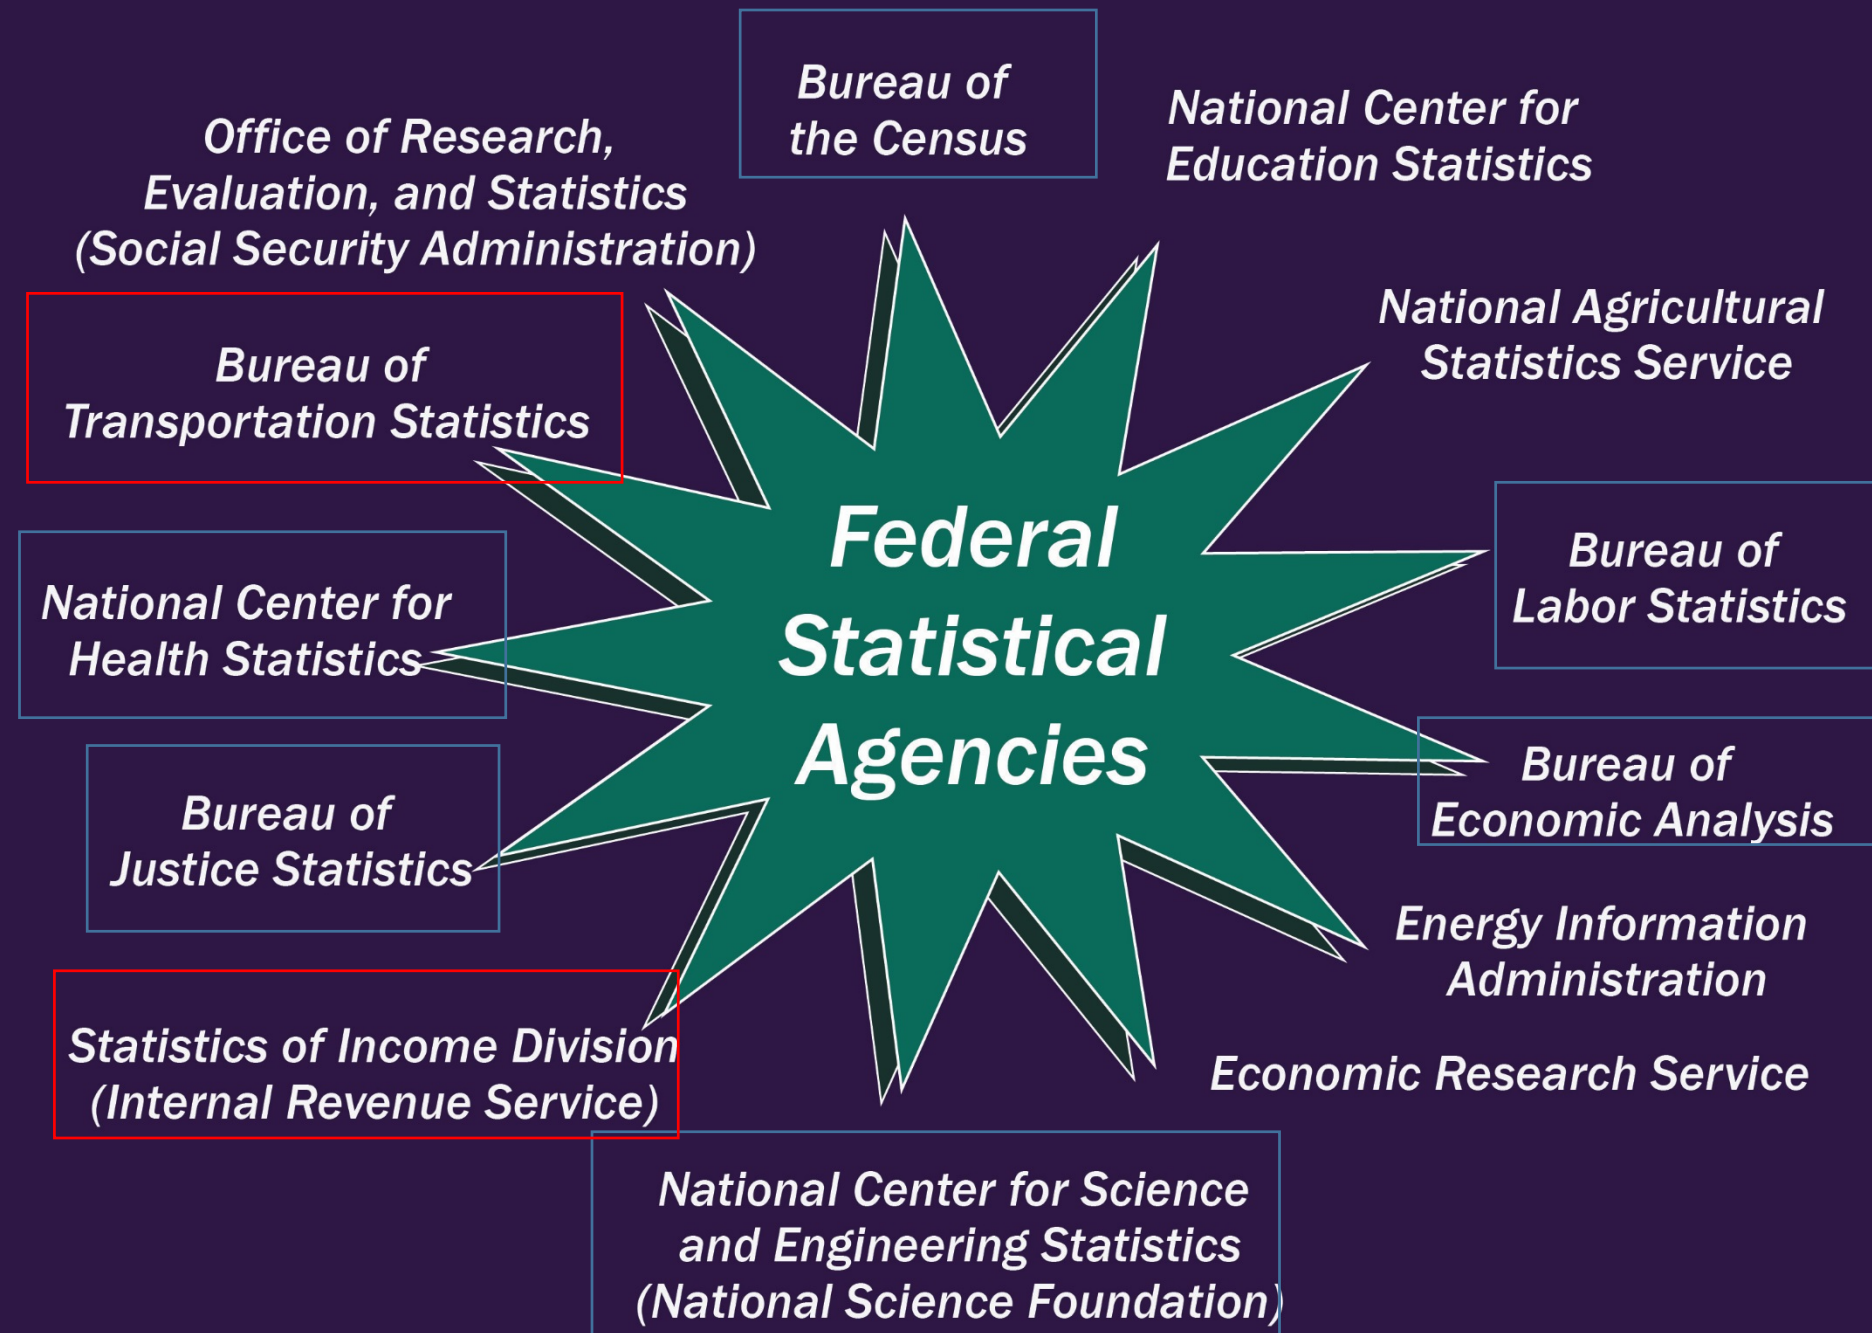 Bureau of
the Census
National Center for
Education Statistics
National Agricultural
Statistics Service
Bureau of
Labor Statistics
Bureau of
Economic Analysis
Energy Information
Administration
Economic Research Service
National Center for Science
and Engineering Statistics
(National Science Foundation)
Statistics of Income Division
(Internal Revenue Service)
Bureau of
Justice Statistics
National Center for
Health Statistics
Bureau of
Transportation Statistics
Office of Research,
Evaluation, and Statistics
(Social Security Administration)
Federal
Statistical
Agencies